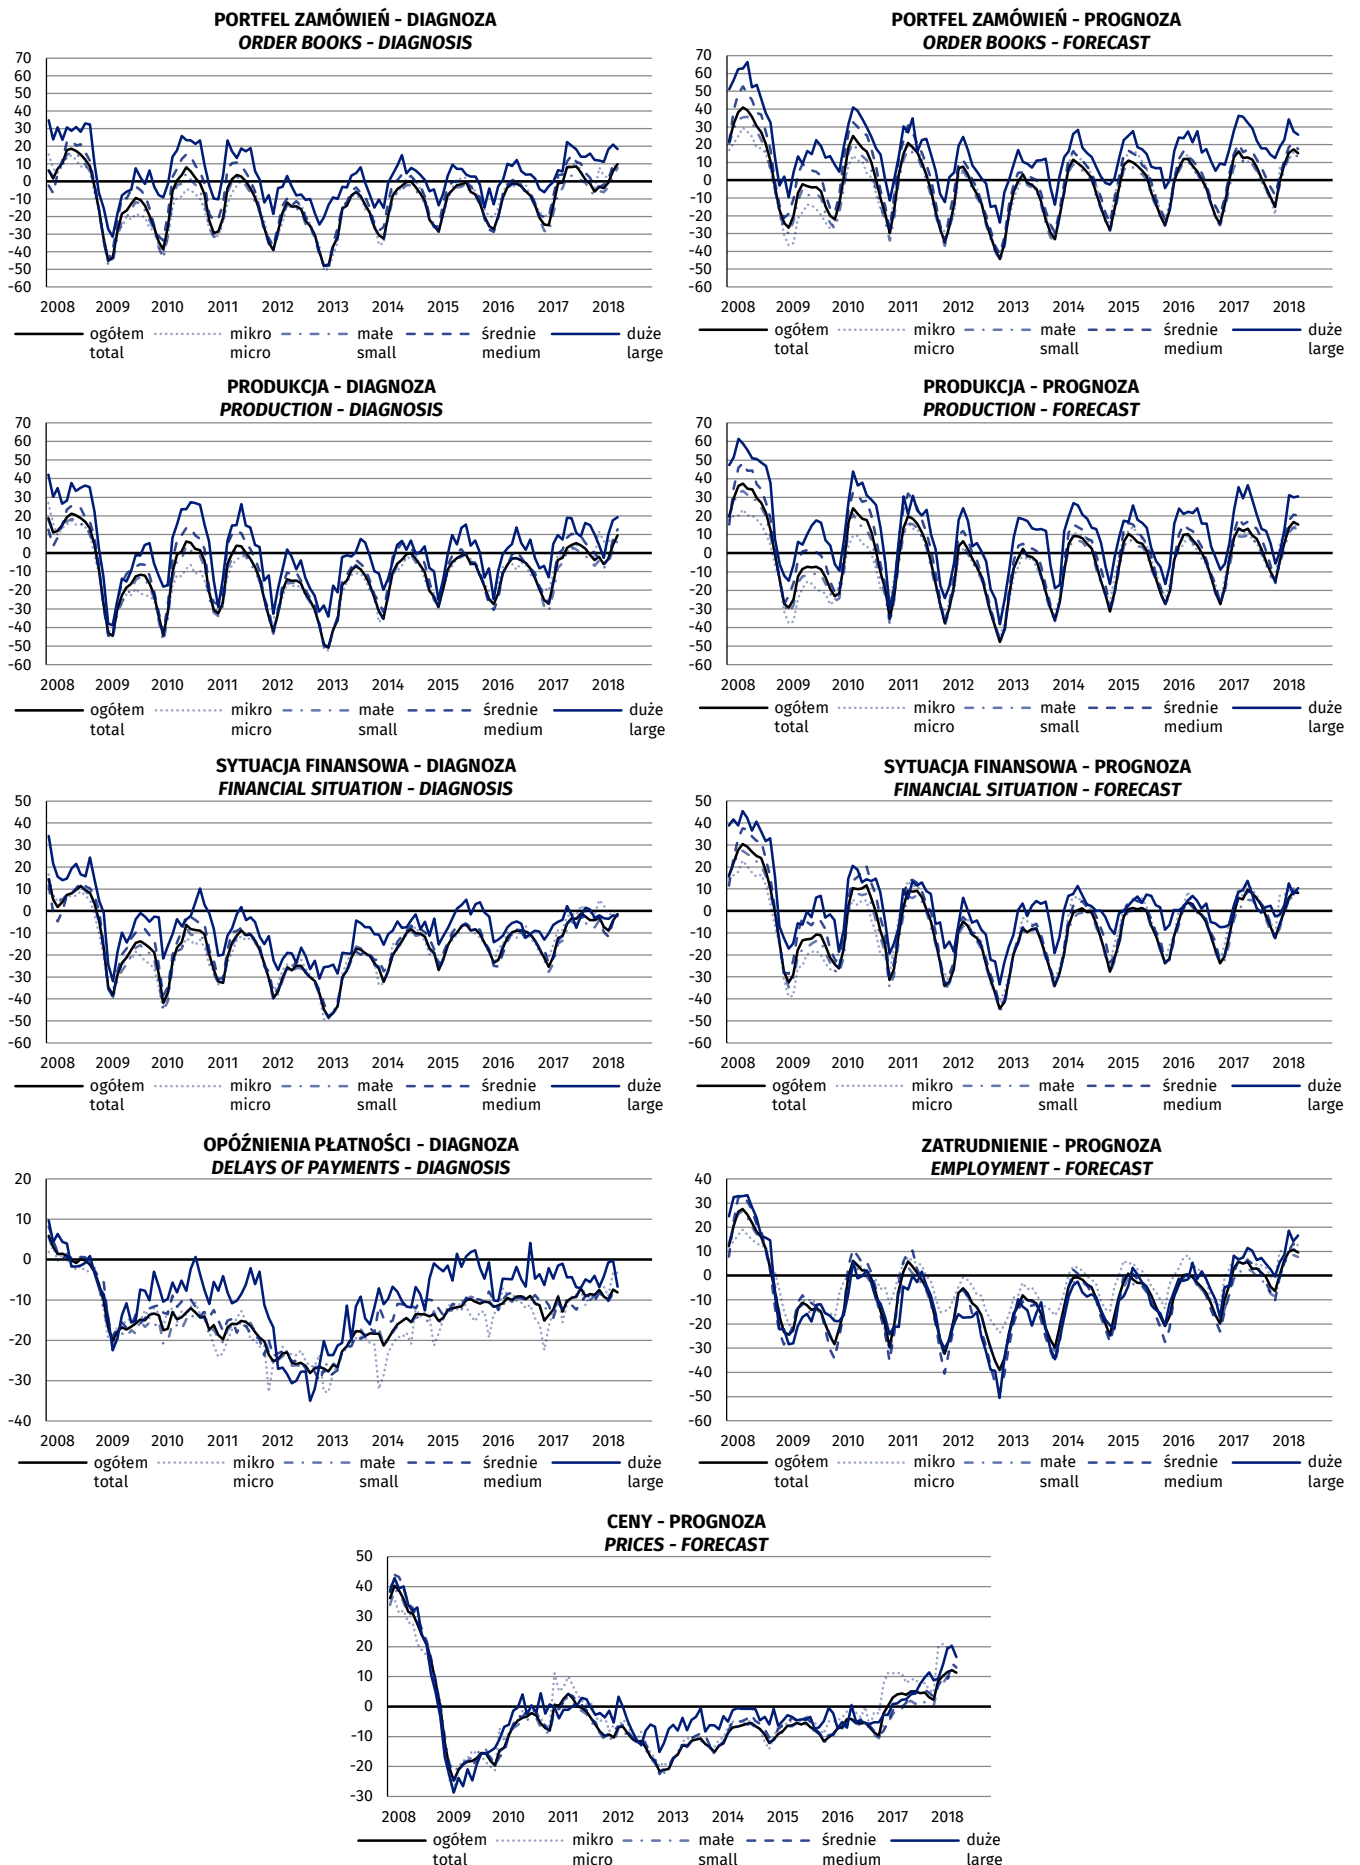 PORTFEL ZAMÓWIEŃ - DIAGNOZA
ORDER BOOKS - DIAGNOSIS
70
60
50
40
30
20
10
0
-10
-20
-30
-40
-50
-60
2008 2009 2010 2011 2012 2013 2014 2015 2016 2017 2018
ogółem mikro małe średnie duże
total micro small medium large
PORTFEL ZAMÓWIEŃ - PROGNOZA
ORDER BOOKS - FORECAST
70
60
50
40
30
20
10
0
-10
-20
-30
-40
-50
-60
2008 2009 2010 2011 2012 2013 2014 2015 2016 2017 2018
ogółem mikro małe średnie duże
total micro small medium large
PRODUKCJA - DIAGNOZA
PRODUCTION - DIAGNOSIS
70
60
50
40
30
20
10
0
-10
-20
-30
-40
-50
-60
2008 2009 2010 2011 2012 2013 2014 2015 2016 2017 2018
ogółem mikro małe średnie duże
total micro small medium large
PRODUKCJA - PROGNOZA
PRODUCTION - FORECAST
70
60
50
40
30
20
10
0
-10
-20
-30
-40
-50
-60
2008 2009 2010 2011 2012 2013 2014 2015 2016 2017 2018
ogółem mikro małe średnie duże
total micro small medium large
SYTUACJA FINANSOWA - DIAGNOZA
FINANCIAL SITUATION - DIAGNOSIS
50
40
30
20
10
0
-10
-20
-30
-40
-50
-60
2008 2009 2010 2011 2012 2013 2014 2015 2016 2017 2018
ogółem mikro małe średnie duże
total micro small medium large
SYTUACJA FINANSOWA - PROGNOZA
FINANCIAL SITUATION - FORECAST
50
40
30
20
10
0
-10
-20
-30
-40
-50
-60
2008 2009 2010 2011 2012 2013 2014 2015 2016 2017 2018
ogółem mikro małe średnie duże
total micro small medium large
OPÓŹNIENIA PŁATNOŚCI - DIAGNOZA
DELAYS OF PAYMENTS - DIAGNOSIS
20
10
0
-10
-20
-30
-40
2008 2009 2010 2011 2012 2013 2014 2015 2016 2017 2018
ogółem mikro małe średnie duże
total micro small medium large
ZATRUDNIENIE - PROGNOZA
EMPLOYMENT - FORECAST
40
30
20
10
0
-10
-20
-30
-40
-50
-60
2008 2009 2010 2011 2012 2013 2014 2015 2016 2017 2018
ogółem mikro małe średnie duże
total micro small medium large
CENY - PROGNOZA
PRICES - FORECAST
50
40
30
20
10
0
-10
-20
-30
2008 2009 2010 2011 2012 2013 2014 2015 2016 2017 2018
ogółem mikro małe średnie duże
total micro small medium large